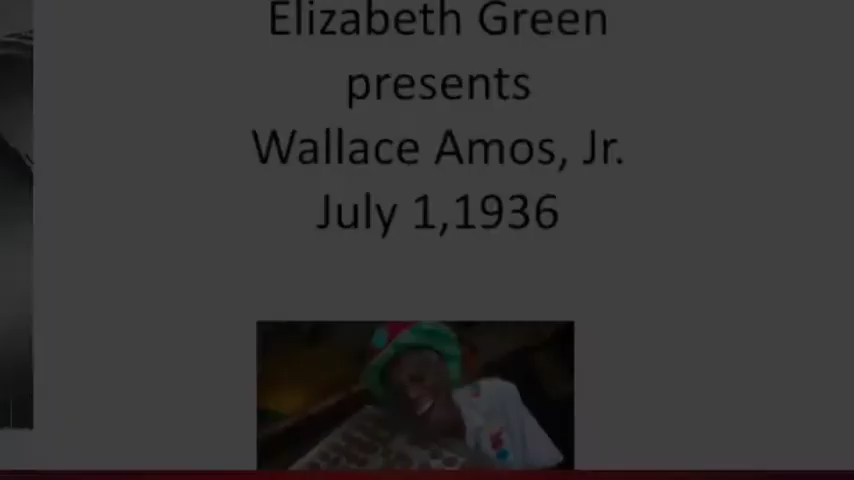 Elizabeth Green
presents
Wallace Amos, Jr.
July 1,1936